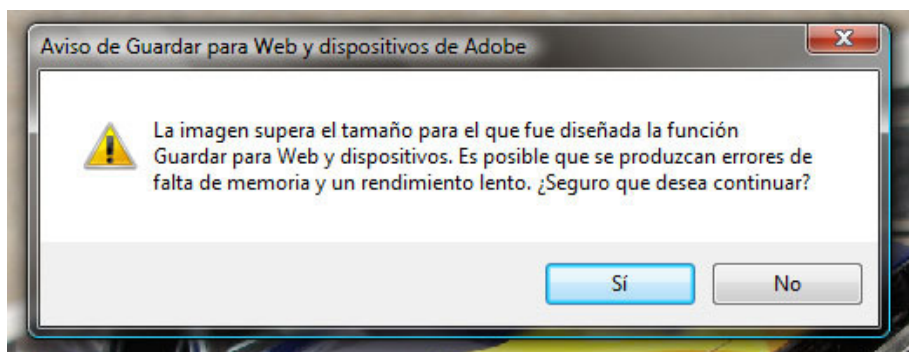 Aviso de Guardar para Web y dispositivos de Adobe
La imagen supera el tamaño para el que fue diseñada la función
Guardar para Web y dispositivos. Es posible que se produzcan errores de
falta de memoria y un rendimiento lento. ¿Seguro que desea continuar?
Sí
No